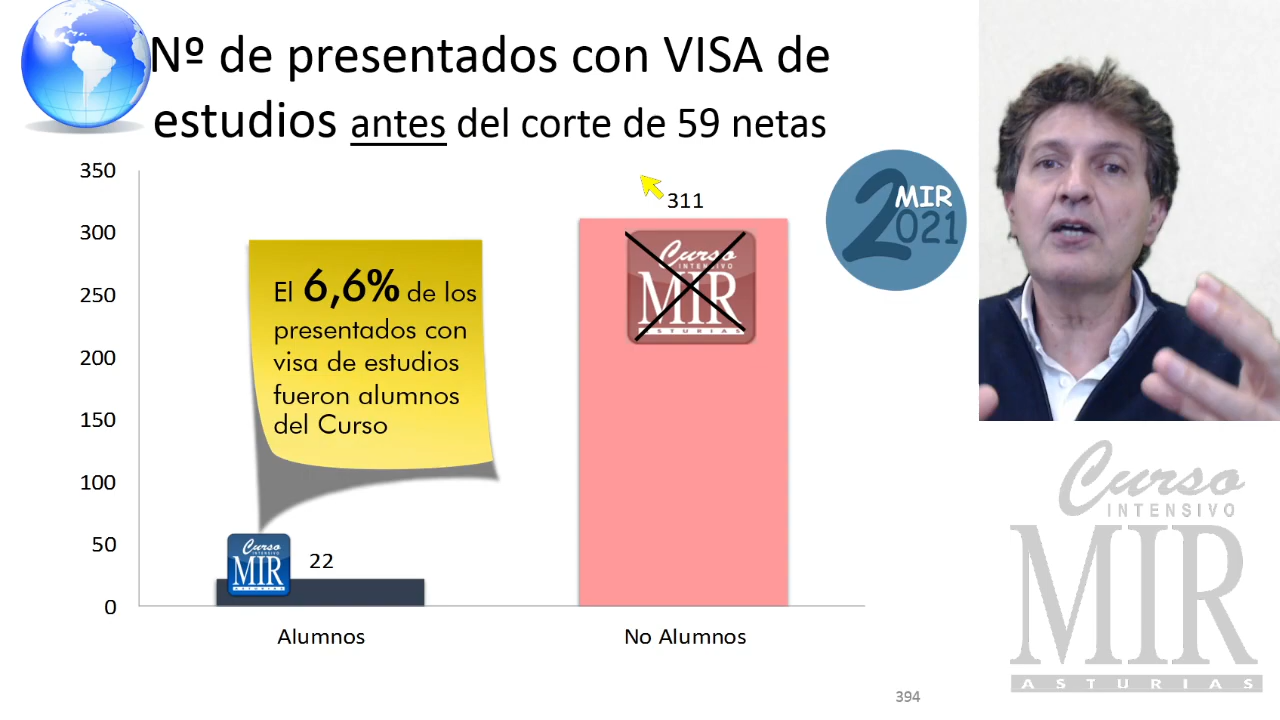 Nº de presentados con VISA de
estudios antes del corte de 59 netas
350
300
250
200
150
100
50
0
El 6,6% de los
presentados con
visa de estudios
fueron alumnos
del Curso
Curso
INTENSIVO
MIR
ASTURIAS
22
311
Curso
INTENSIVO
MIR
ASTURIAS
MIR
2021
Alumnos
No Alumnos
Curso
INTENSIVO
MIR
ASTURIAS
394